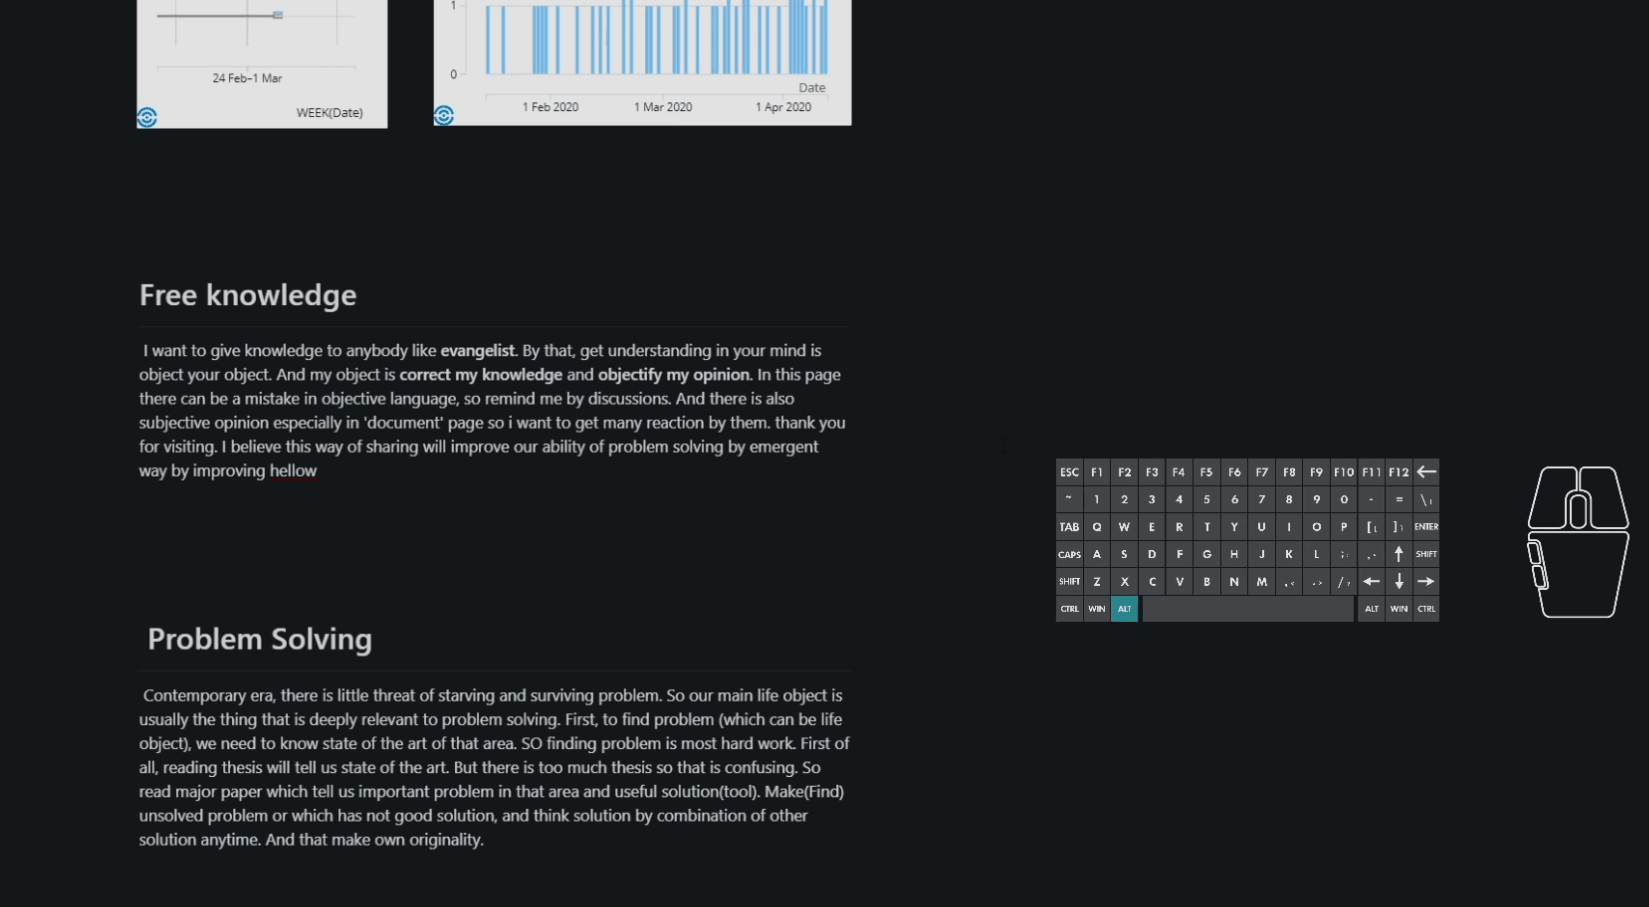 1
0
24 Feb–1 Mar
WEEK(Date)
Date
1 Feb 2020
1 Mar 2020
1 Apr 2020
Free knowledge
I want to give knowledge to anybody like evangelist. By that, get understanding in your mind is
object your object. And my object is correct my knowledge and objectify my opinion. In this page
there can be a mistake in objective language, so remind me by discussions. And there is also
subjective opinion especially in 'document' page so i want to get many reaction by them. thank you
for visiting. I believe this way of sharing will improve our ability of problem solving by emergent
way by improving hellow
ESC F1 F2 F3 F4 F5 F6 F7 F8 F9 F10 F11 F12 ←
~ 1 2 3 4 5 6 7 8 9 0 - = \|
TAB Q W E R T Y U I O P [{ ]} ENTER
CAPS A S D F G H J K L ;: ↑ SHIFT
SHIFT Z X C V B N M ,< .> /? ← ↓ →
CTRL WIN ALT ALT WIN CTRL
Problem Solving
Contemporary era, there is little threat of starving and surviving problem. So our main life object is
usually the thing that is deeply relevant to problem solving. First, to find problem (which can be life
object), we need to know state of the art of that area. SO finding problem is most hard work. First of
all, reading thesis will tell us state of the art. But there is too much thesis so that is confusing. So
read major paper which tell us important problem in that area and useful solution(tool). Make(Find)
unsolved problem or which has not good solution, and think solution by combination of other
solution anytime. And that make own originality.